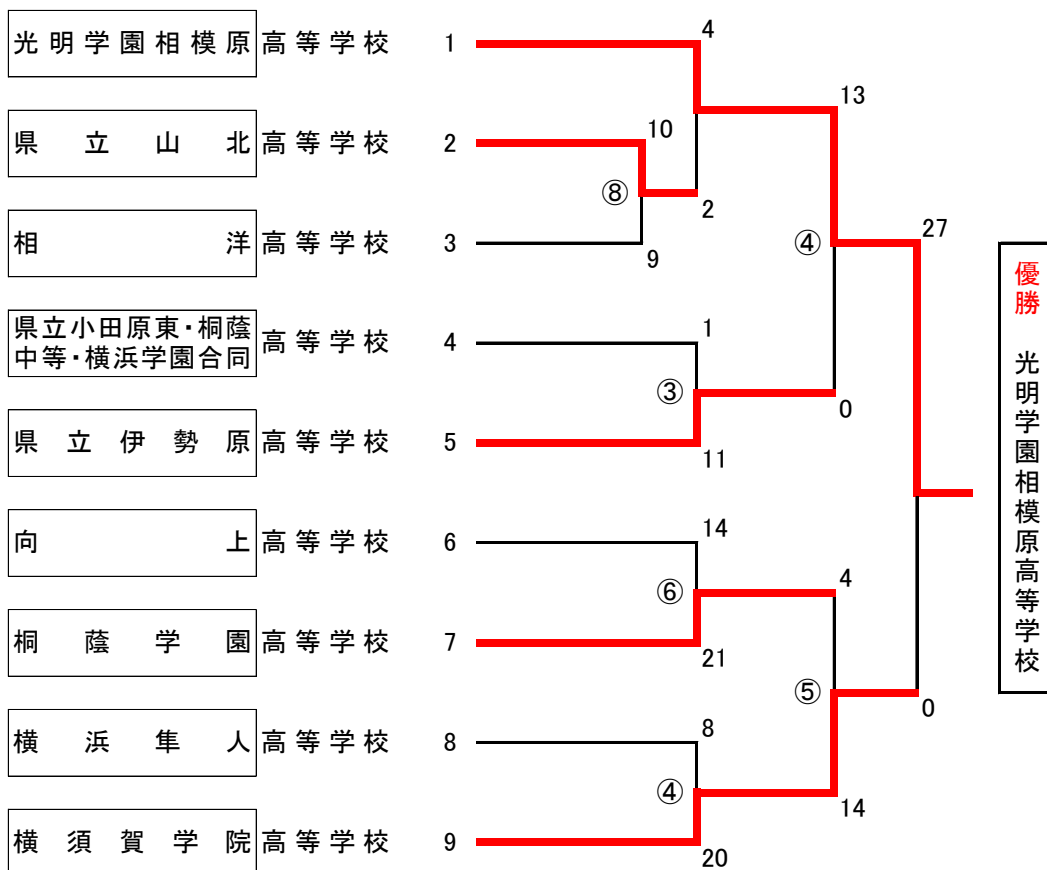 光明学園相模原高等学校 1
4
13
県立山北高等学校 2
10
⑧
2
相洋高等学校 3
9
④
27
県立小田原東・桐蔭
中等・横浜学園合同
高等学校 4
1
③
0
県立伊勢原高等学校 5
11
向上高等学校 6
14
⑥
4
桐蔭学園高等学校 7
21
⑤
0
横浜隼人高等学校 8
8
④
14
横須賀学院高等学校 9
20
優勝 光明学園相模原高等学校